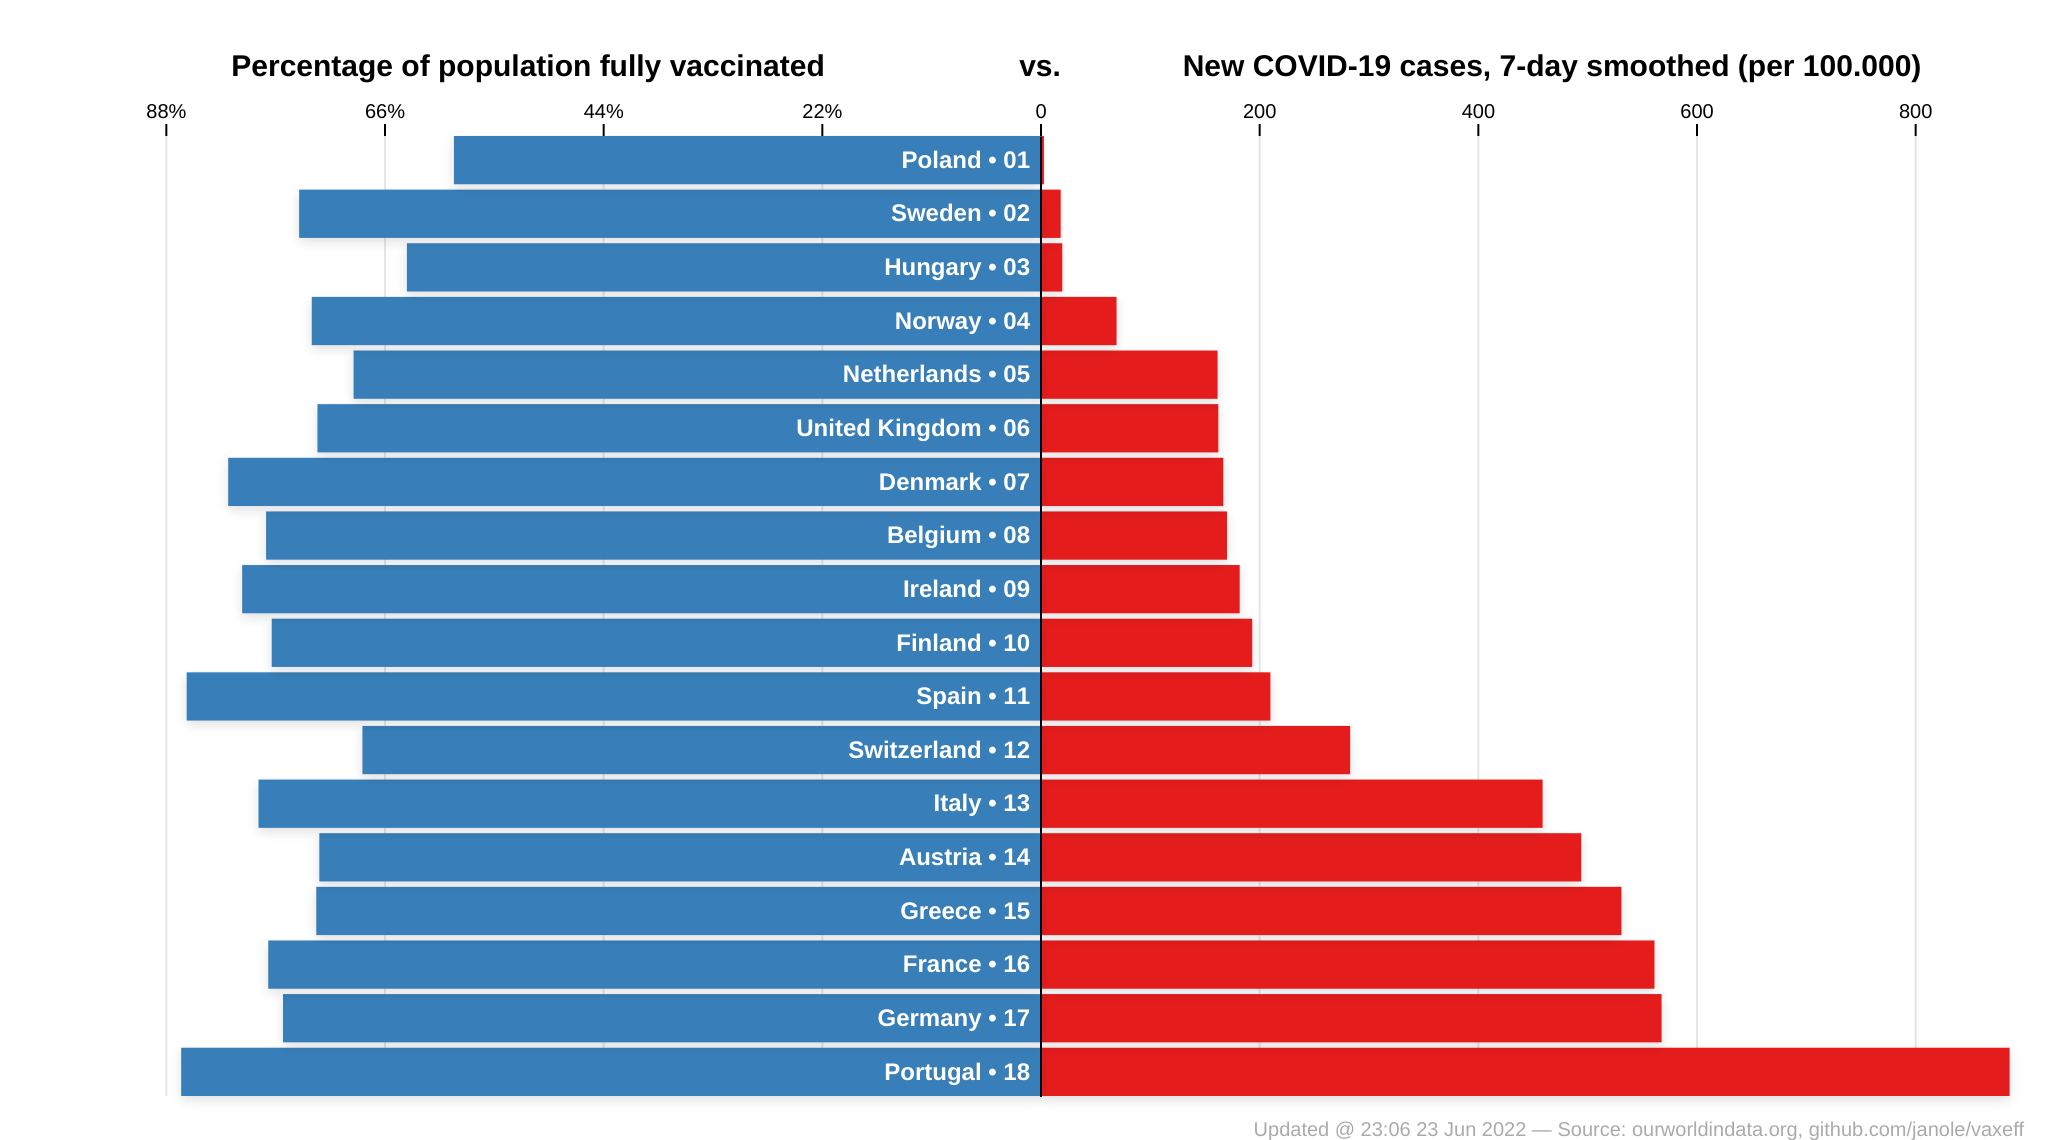 Percentage of population fully vaccinated vs. New COVID-19 cases, 7-day smoothed (per 100.000)
88% 66% 44% 22% 0 200 400 600 800
Poland • 01
Sweden • 02
Hungary • 03
Norway • 04
Netherlands • 05
United Kingdom • 06
Denmark • 07
Belgium • 08
Ireland • 09
Finland • 10
Spain • 11
Switzerland • 12
Italy • 13
Austria • 14
Greece • 15
France • 16
Germany • 17
Portugal • 18
Updated @ 23:06 23 Jun 2022 — Source: ourworldindata.org, github.com/janole/vaxeff